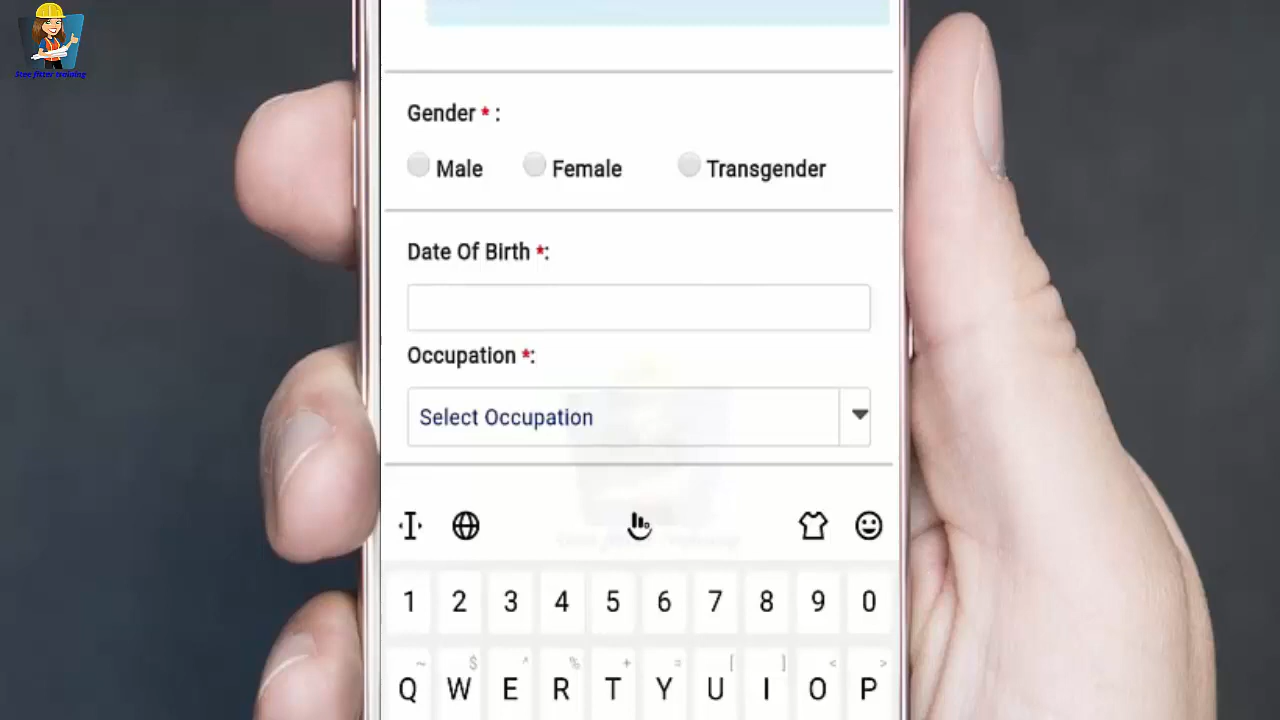 Gender * :
Male Female Transgender
Date Of Birth *:
Occupation *:
Select Occupation
1 2 3 4 5 6 7 8 9 0
~ $ ^ % + = [ ] < >
Q W E R T Y U I O P